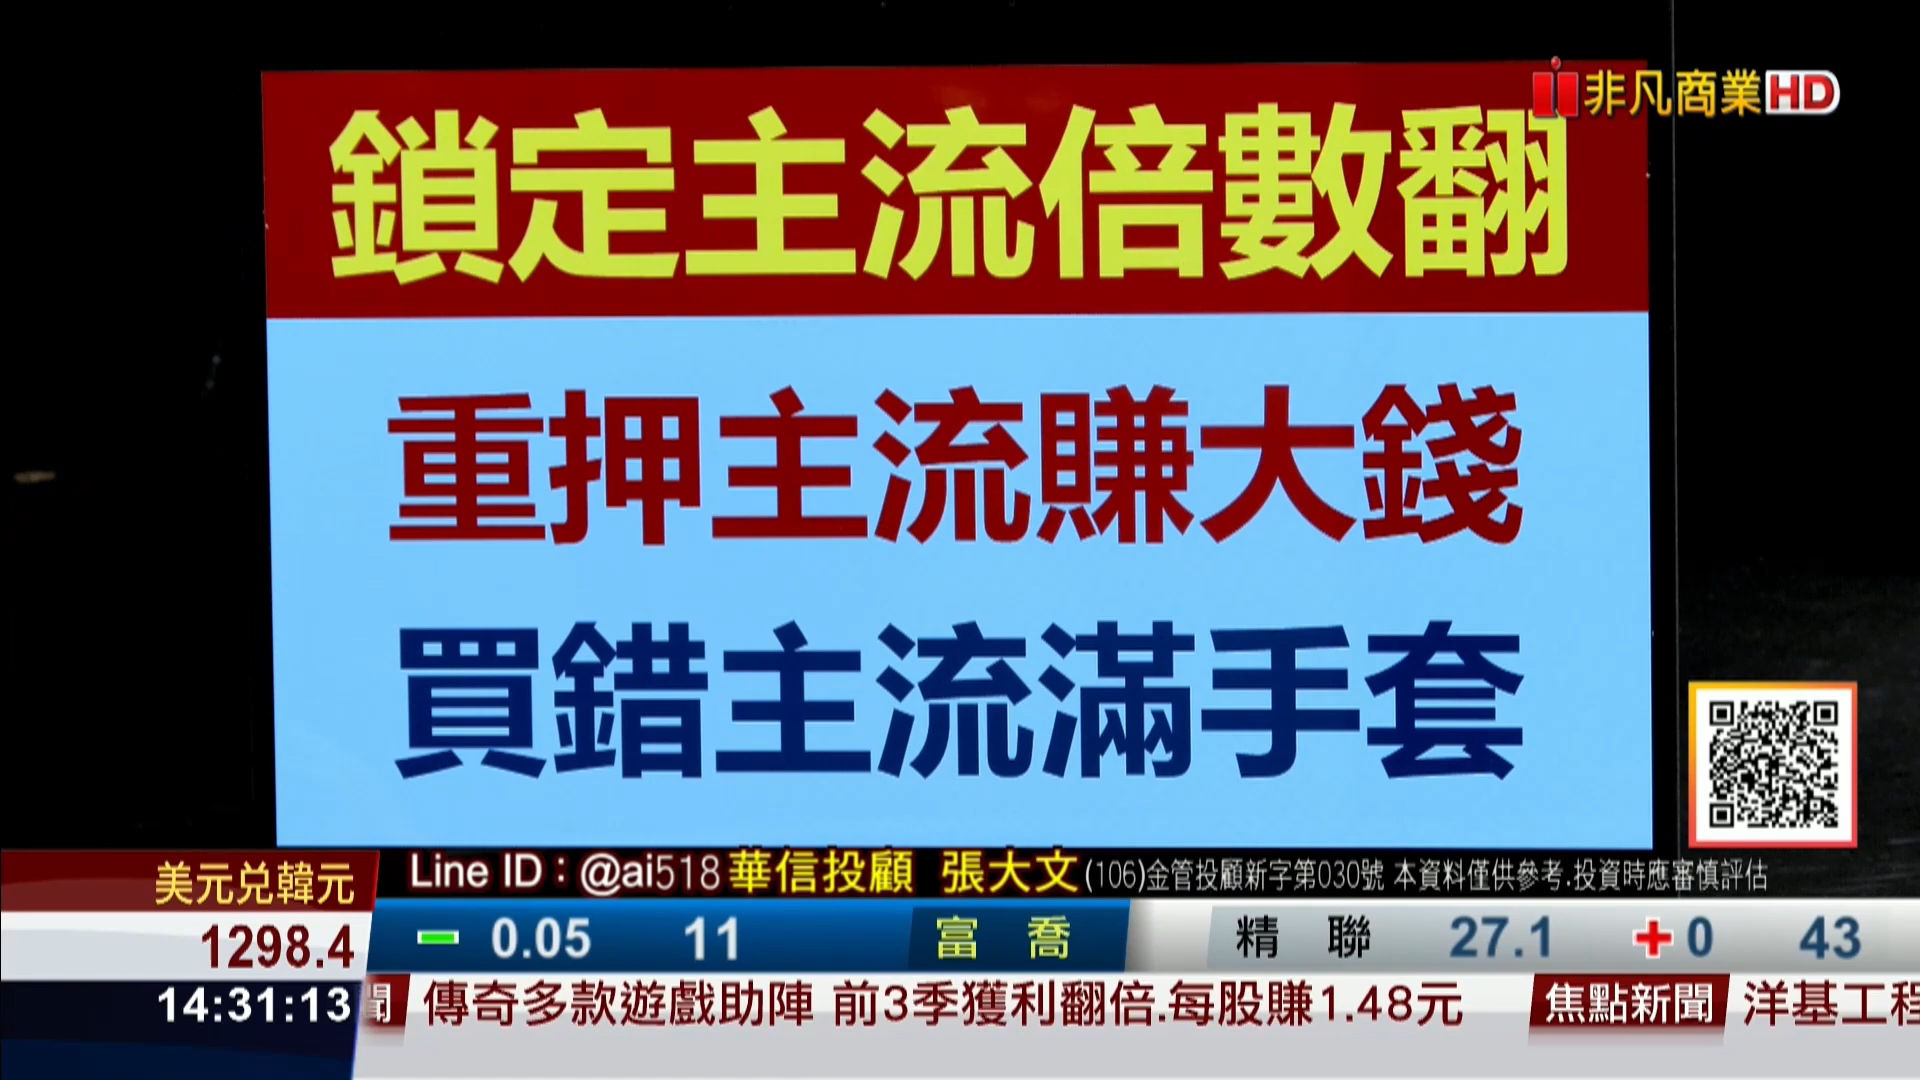 非凡商業HD
鎖定主流倍數翻
重押主流賺大錢
買錯主流滿手套
Line ID：@ai518華信投顧 張大文(106)金管投顧新字第030號 本資料僅供參考.投資時應審慎評估
美元兌韓元
1298.4
14:31:13
0.05 11 富喬 精聯 27.1 +0 43
聞 傳奇多款遊戲助陣 前3季獲利翻倍.每股賺1.48元 焦點新聞 洋基工程